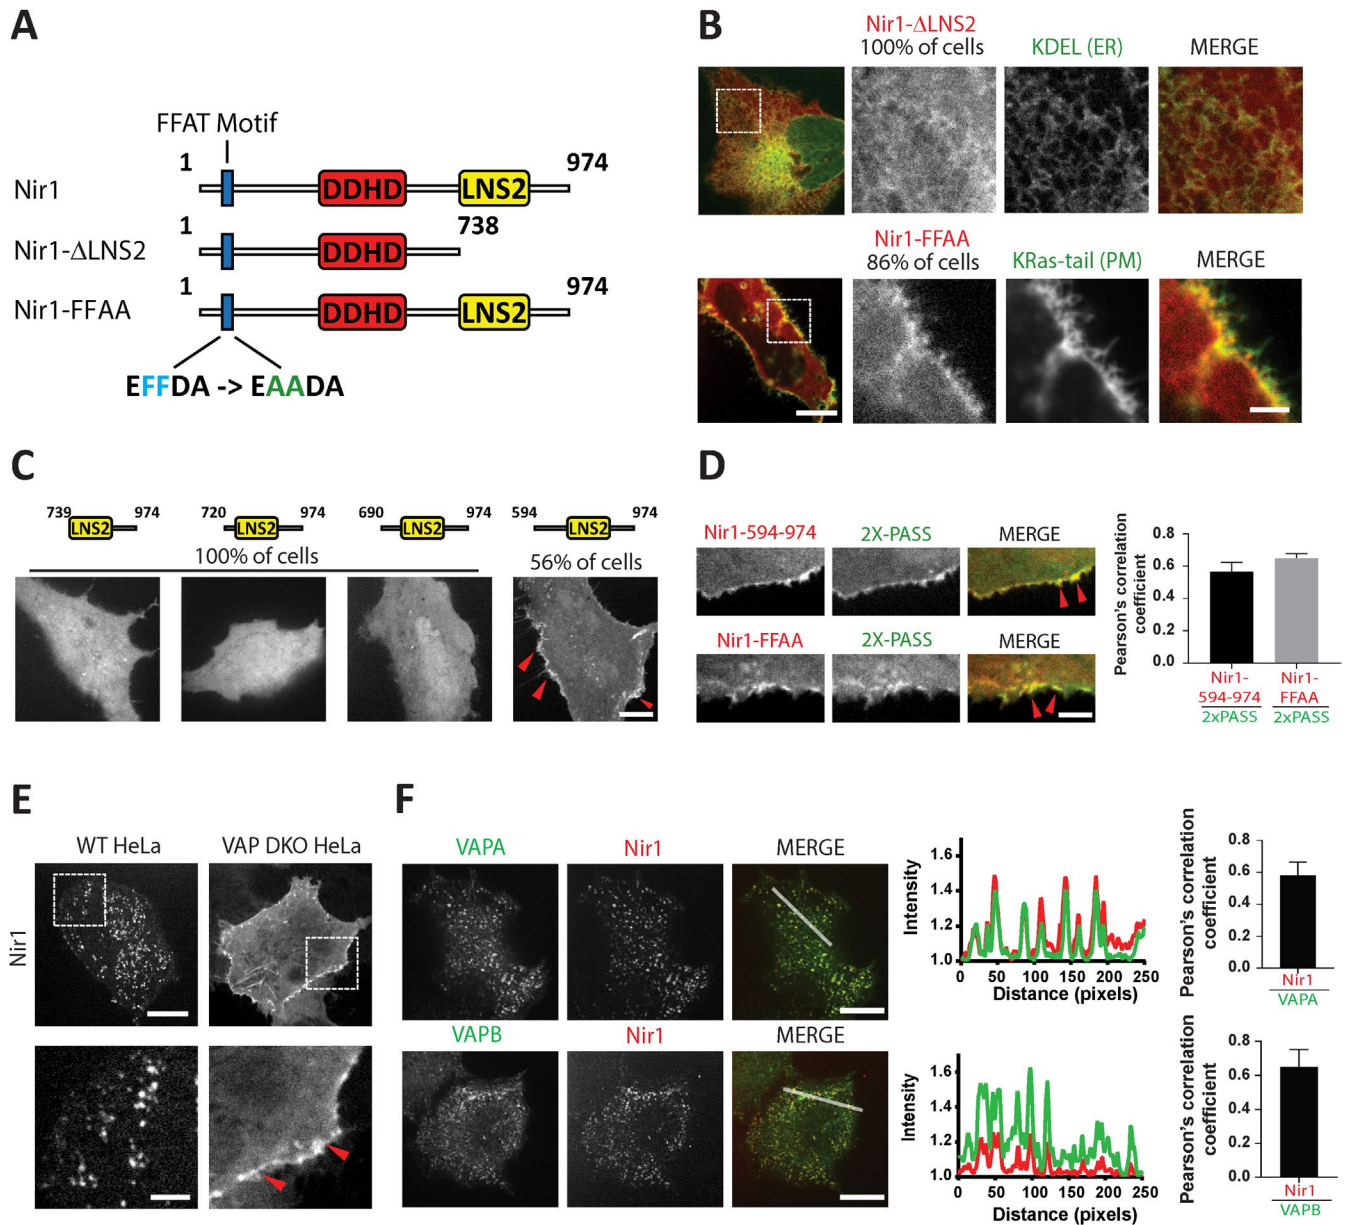 A
FFAT Motif
1
974
Nir1
DDHD
LNS2
1
738
Nir1-ΔLNS2
DDHD
1
974
Nir1-FFAA
DDHD
LNS2
EFFDA -> EAADA
B
Nir1-ΔLNS2
100% of cells
KDEL (ER)
MERGE
Nir1-FFAA
86% of cells
KRas-tail (PM)
MERGE
C
739
LNS2
974
720
LNS2
974
690
LNS2
974
594
LNS2
974
100% of cells
56% of cells
D
Nir1-594-974
2X-PASS
MERGE
Nir1-FFAA
2X-PASS
MERGE
Pearson's correlation
coefficient
0.8
0.6
0.4
0.2
0.0
Nir1-
594-974
2xPASS
Nir1-
FFAA
2xPASS
E
WT HeLa
VAP DKO HeLa
Nir1
F
VAPA
Nir1
MERGE
Intensity
1.6
1.4
1.2
1.0
0
50
100
150
200
250
Distance (pixels)
Pearson's correlation
coefficient
0.8
0.6
0.4
0.2
0.0
Nir1
VAPA
VAPB
Nir1
MERGE
Intensity
1.6
1.4
1.2
1.0
0
50
100
150
200
250
Distance (pixels)
Pearson's correlation
coefficient
0.8
0.6
0.4
0.2
0.0
Nir1
VAPB